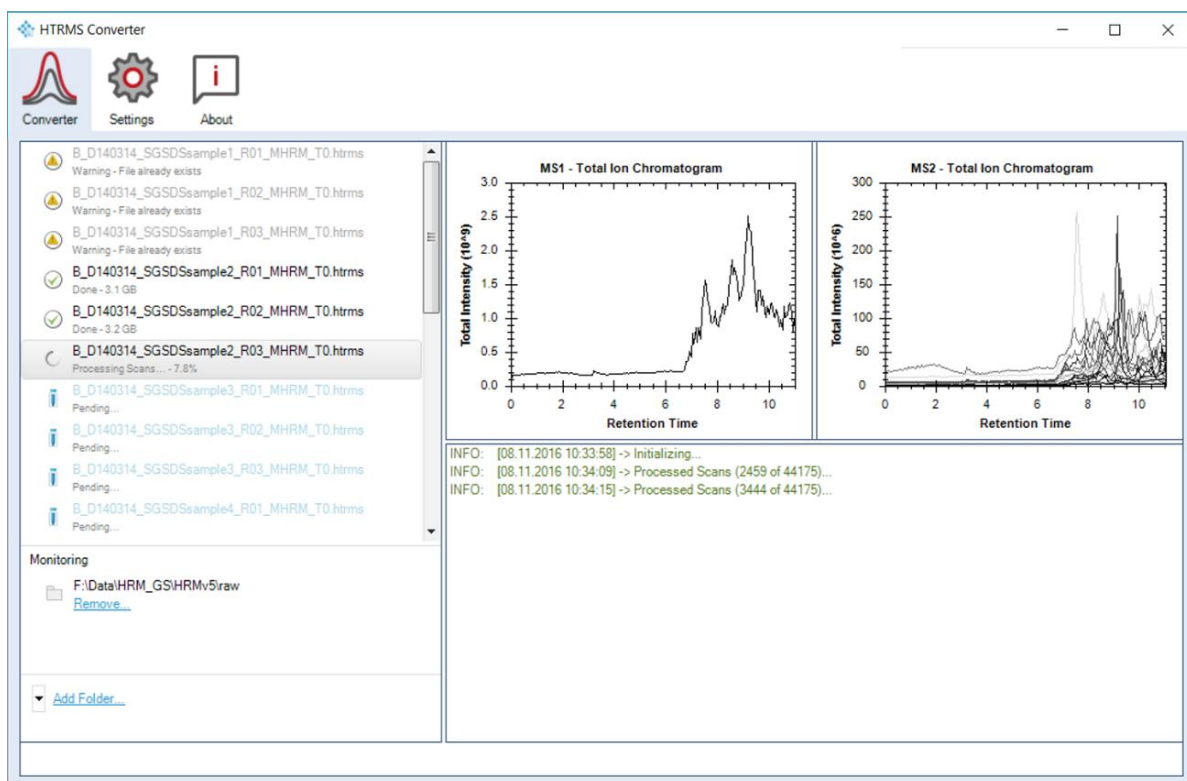 HTRMS Converter
Converter
Settings
About
B_D140314_SGSDSsample1_R01_MHRM_T0.htrms
Warning - File already exists
B_D140314_SGSDSsample1_R02_MHRM_T0.htrms
Warning - File already exists
B_D140314_SGSDSsample1_R03_MHRM_T0.htrms
Warning - File already exists
B_D140314_SGSDSsample2_R01_MHRM_T0.htrms
Done - 3.1 GB
B_D140314_SGSDSsample2_R02_MHRM_T0.htrms
Done - 3.2 GB
B_D140314_SGSDSsample2_R03_MHRM_T0.htrms
Processing Scans... - 7.8%
B_D140314_SGSDSsample3_R01_MHRM_T0.htrms
Pending...
B_D140314_SGSDSsample3_R02_MHRM_T0.htrms
Pending...
B_D140314_SGSDSsample3_R03_MHRM_T0.htrms
Pending...
B_D140314_SGSDSsample4_R01_MHRM_T0.htrms
Pending...
Monitoring
F:\Data\HRM_GS\HRMv5\raw
Remove...
Add Folder...
MS1 - Total Ion Chromatogram
Total Intensity (10^9)
3.0
2.5
2.0
1.5
1.0
0.5
0.0
0 2 4 6 8 10
Retention Time
MS2 - Total Ion Chromatogram
Total Intensity (10^6)
300
250
200
150
100
50
0
0 2 4 6 8 10
Retention Time
INFO: [08.11.2016 10:33:58] -> Initializing...
INFO: [08.11.2016 10:34:09] -> Processed Scans (2459 of 44175)...
INFO: [08.11.2016 10:34:15] -> Processed Scans (3444 of 44175)...